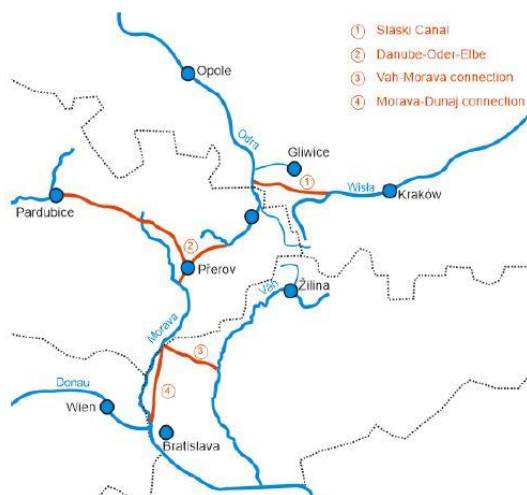 1 Slaski Canal
2 Danube-Oder-Elbe
3 Vah-Morava connection
4 Morava-Dunaj connection
Opole
Odra
Gliwice
1
Wisła
Kraków
Pardubice
2
Přerov
Váh
Žilina
Morava
3
Donau
4
Wien
Bratislava